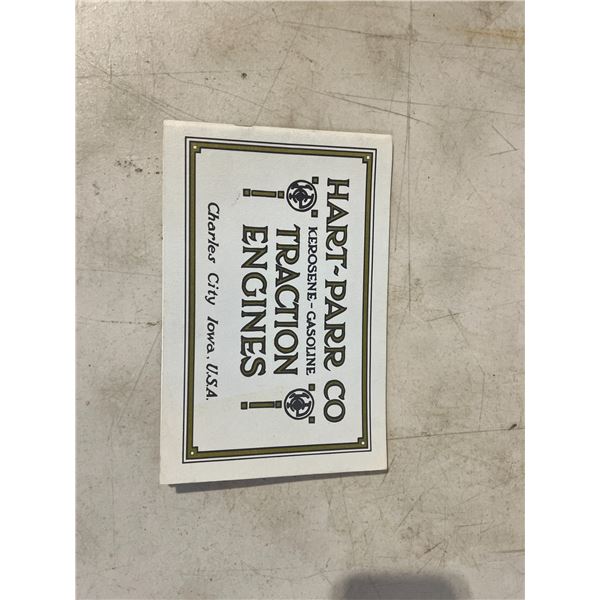 HART-PARR CO
KEROSENE-GASOLINE
TRACTION
ENGINES
Charles City Iowa, U.S.A.